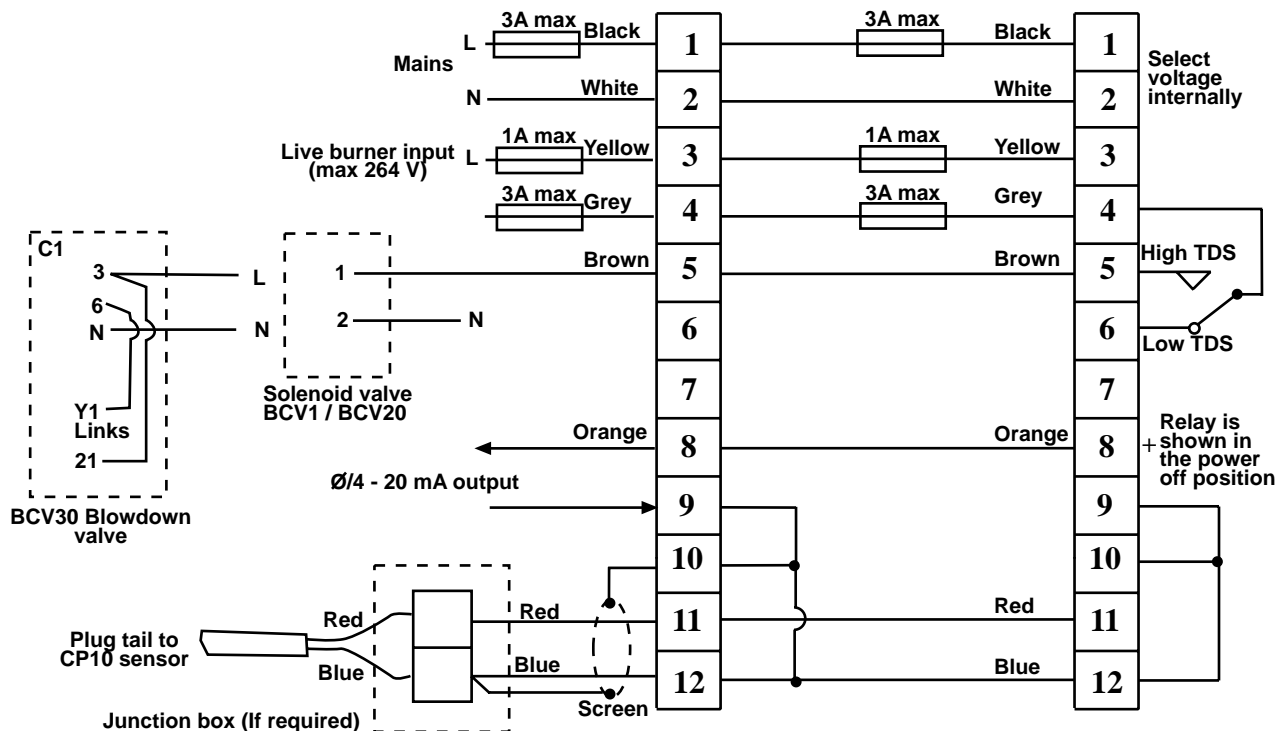 3A max
Black
L
Mains
1
3A max
Black
1
Select
voltage
internally
N
White
2
White
2
Live burner input
(max 264 V)
L
1A max
Yellow
3
1A max
Yellow
3
3A max
Grey
4
3A max
Grey
4
C1
3
L
6
N
N
Y1
Links
21
BCV30 Blowdown
valve
1
2
N
Solenoid valve
BCV1 / BCV20
Brown
5
Brown
5
High TDS
6
6
Low TDS
7
7
Orange
8
Orange
8
+
Relay is
shown in
the power
off position
Ø/4 - 20 mA output
9
9
10
10
Plug tail to
CP10 sensor
Red
Red
11
Red
11
Blue
Blue
12
Blue
12
Screen
Junction box (If required)